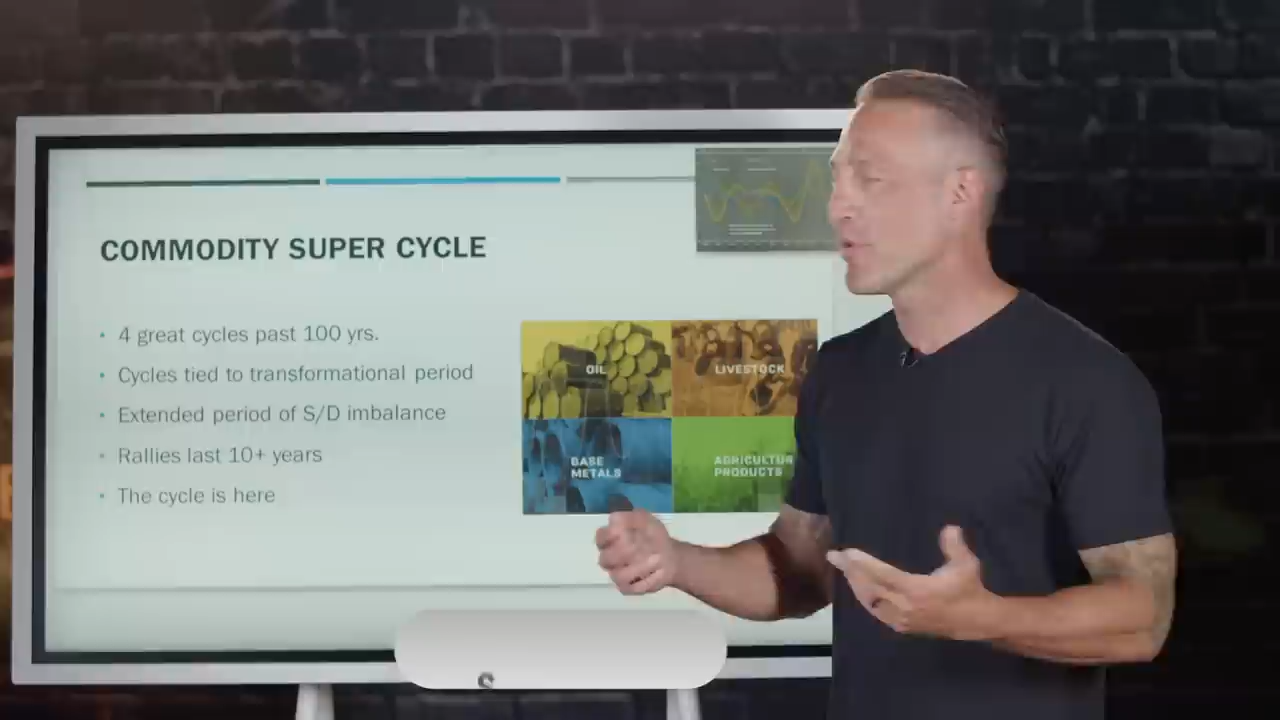 COMMODITY SUPER CYCLE
4 great cycles past 100 yrs.
Cycles tied to transformational period
Extended period of S/D imbalance
Rallies last 10+ years
The cycle is here
OIL
LIVESTOCK
BASE
METALS
AGRICULTUR
PRODUCTS
S